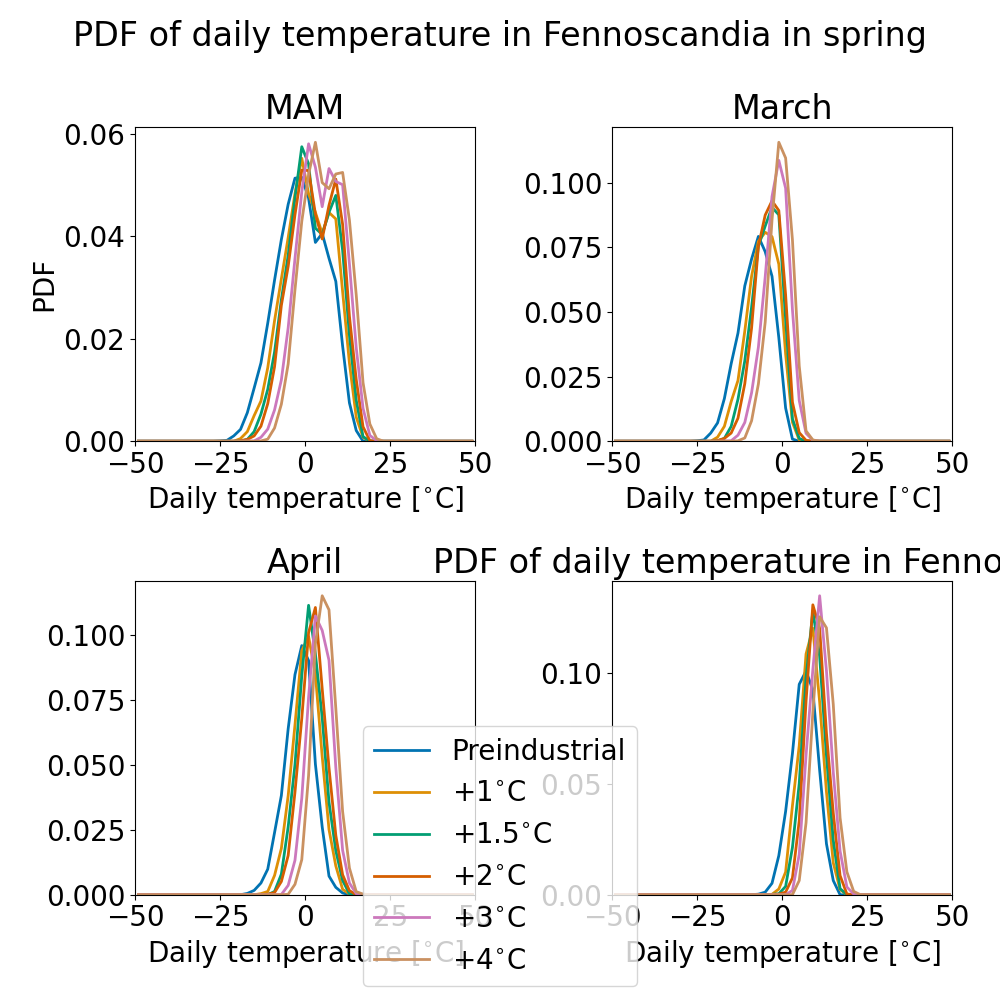 PDF of daily temperature in Fennoscandia in spring
MAM
March
0.06
0.04
0.02
0.00
PDF
−50 −25 0 25 50
Daily temperature [°C]
0.100
0.075
0.050
0.025
0.000
−50 −25 0 25 50
Daily temperature [°C]
April
PDF of daily temperature in Fenno
0.100
0.075
0.050
0.025
0.000
−50 −25 0 25 50
Daily temperature [°C]
0.10
0.05
0.00
−50 −25 0 25 50
Daily temperature [°C]
Preindustrial
+1°C
+1.5°C
+2°C
+3°C
+4°C